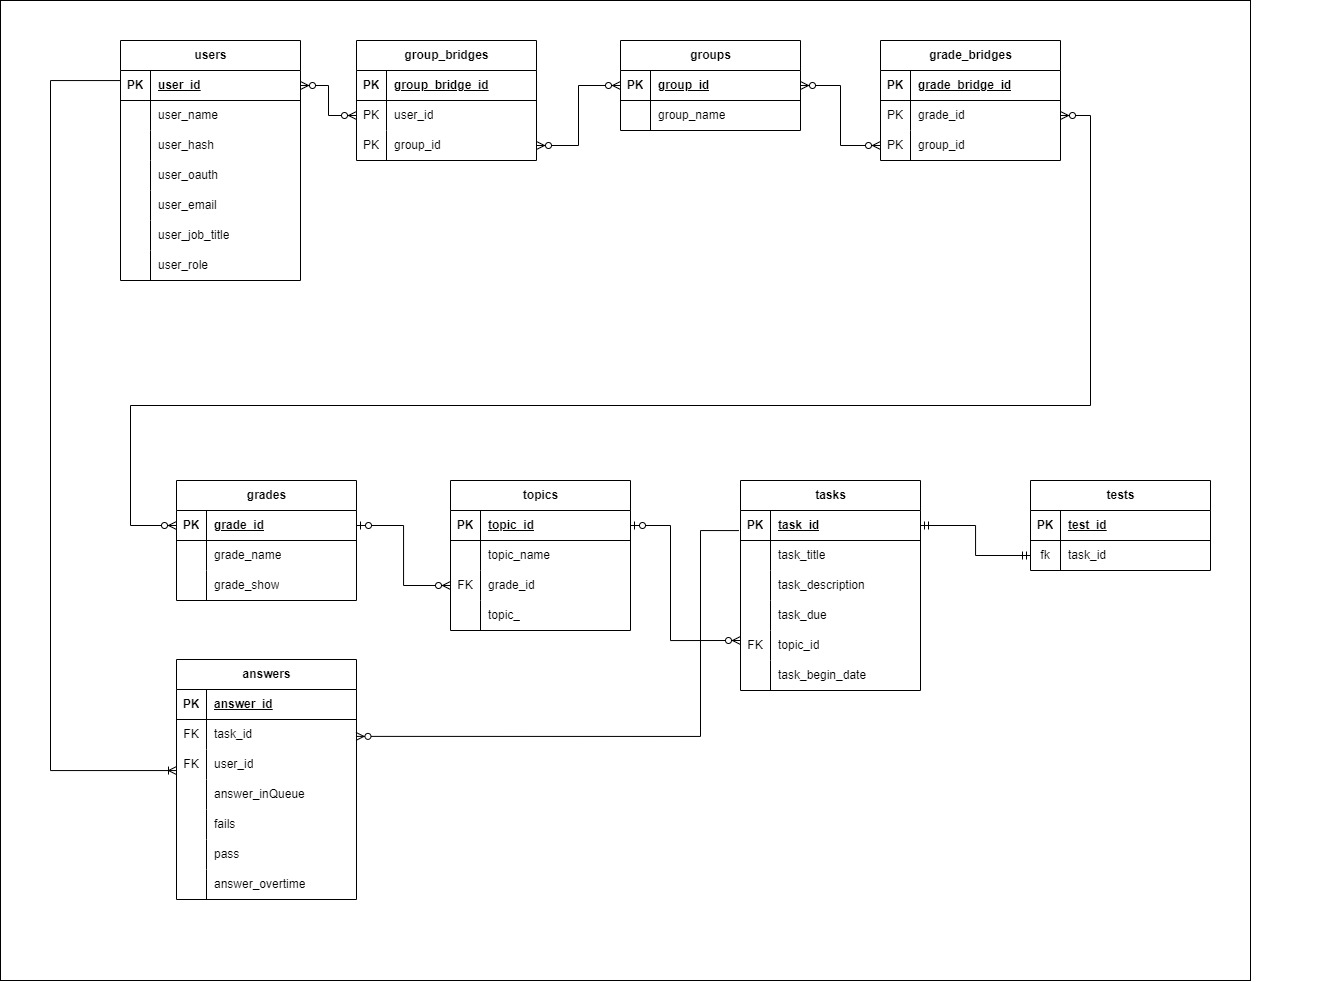 users
PK user_id
user_name
user_hash
user_oauth
user_email
user_job_title
user_role
group_bridges
PK group_bridge_id
PK user_id
PK group_id
groups
PK group_id
group_name
grade_bridges
PK grade_bridge_id
PK grade_id
PK group_id
grades
PK grade_id
grade_name
grade_show
topics
PK topic_id
topic_name
FK grade_id
topic_
tasks
PK task_id
task_title
task_description
task_due
FK topic_id
task_begin_date
tests
PK test_id
fk task_id
answers
PK answer_id
FK task_id
FK user_id
answer_inQueue
fails
pass
answer_overtime